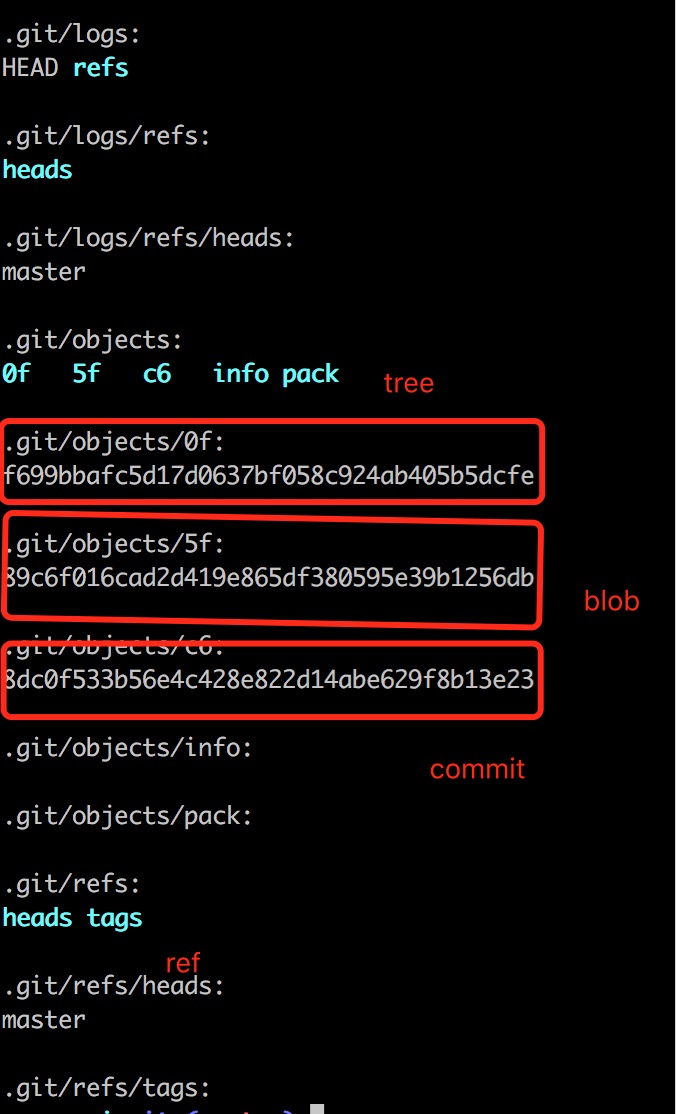 .git/logs:
HEAD refs
.git/logs/refs:
heads
.git/logs/refs/heads:
master
.git/objects:
0f 5f c6 info pack
tree
.git/objects/0f:
f699bbafc5d17d0637bf058c924ab405b5dcfe
.git/objects/5f:
89c6f016cad2d419e865df380595e39b1256db
blob
.git/objects/c6:
8dc0f533b56e4c428e822d14abe629f8b13e23
.git/objects/info:
commit
.git/objects/pack:
.git/refs:
heads tags
ref
.git/refs/heads:
master
.git/refs/tags: